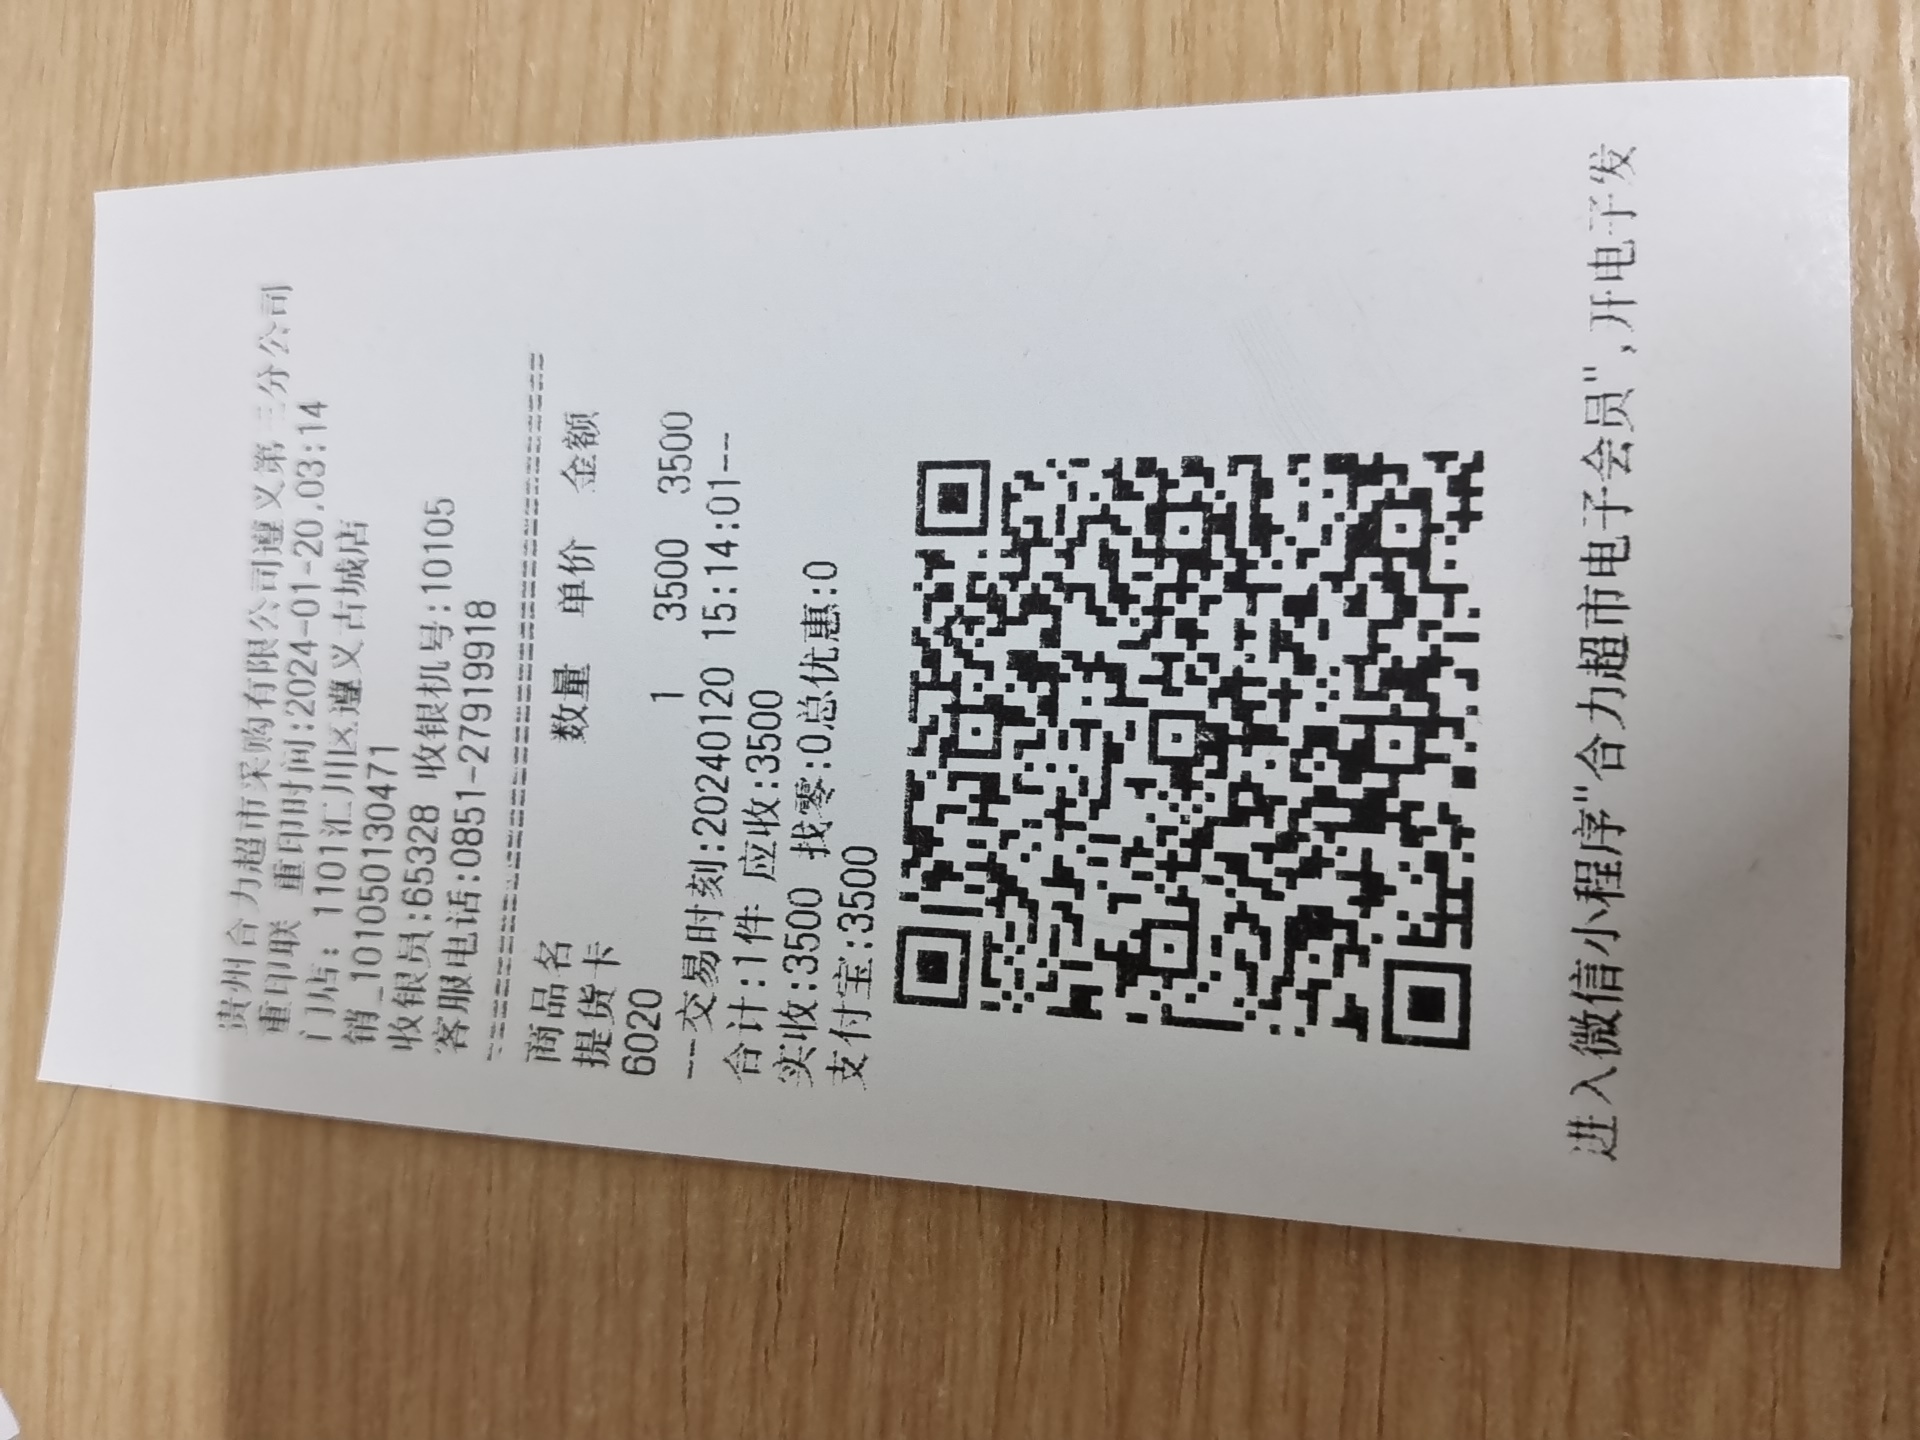 贵州合力超市采购有限公司遵义第三分公司
重印联 重印时间:2024-01-20.03:14
门店: 1101汇川区遵义古城店
销_1010501130471
收银员:65328 收银机号:10105
客服电话:0851-27919918
================================
商品名 数量 单价 金额
提货卡
6020 1 3500 3500
--交易时刻:20240120 15:14:01--
合计:1件 应收:3500
实收:3500 找零:0总优惠:0
支付宝:3500
进入微信小程序"合力超市电子会员",开电子发